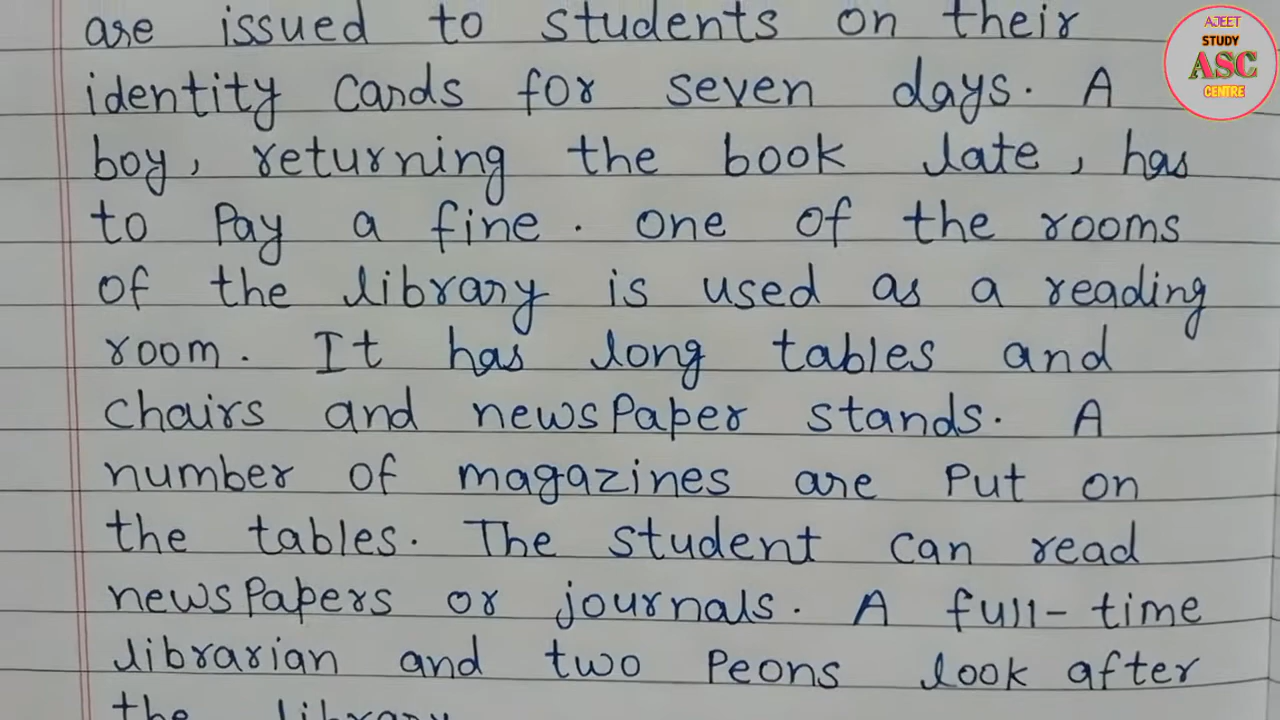 are issued to students on their
identity cards for seven days. A
boy, returning the book late, has
to Pay a fine. One of the rooms
of the library is used as a reading
room. It has long tables and
chairs and newspaper stands. A
number of magazines are Put on
the tables. The student can read
newspapers or journals. A full-time
librarian and two Peons look after
the library
AJEET
STUDY
ASC
CENTRE